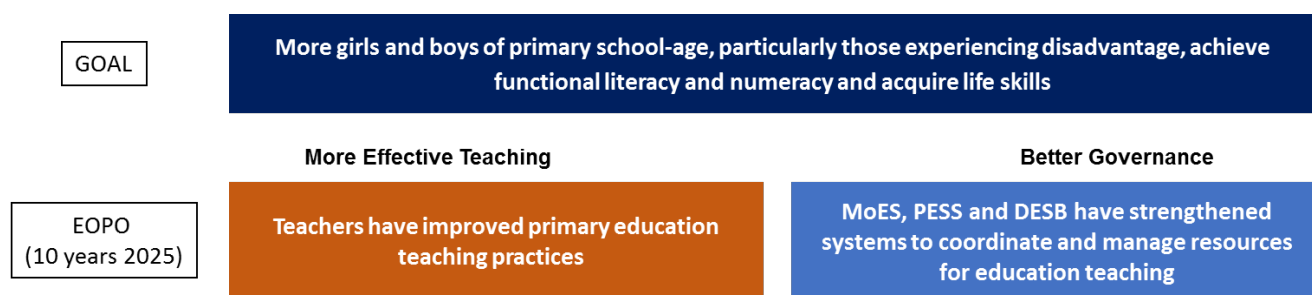 GOAL
More girls and boys of primary school-age, particularly those experiencing disadvantage, achieve
functional literacy and numeracy and acquire life skills
More Effective Teaching
Better Governance
EOPO
(10 years 2025)
Teachers have improved primary education
teaching practices
MoES, PESS and DESB have strengthened
systems to coordinate and manage resources
for education teaching